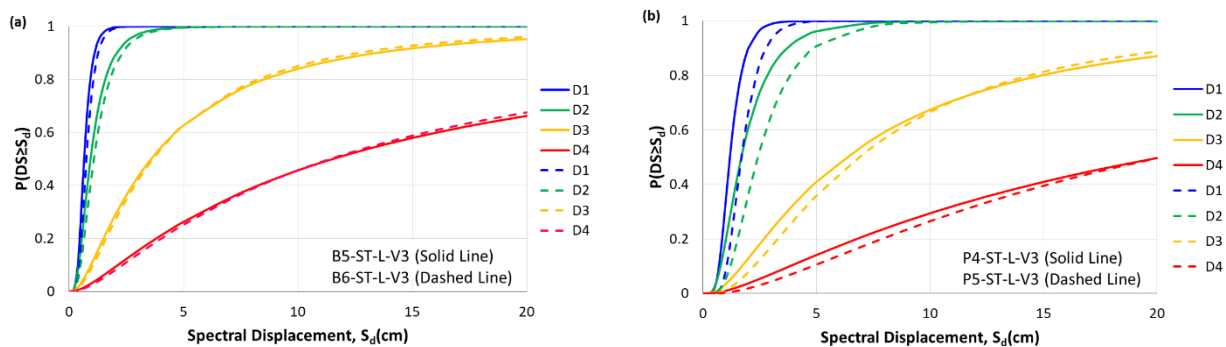 (a)
P(DS≥Sd)
1
0.8
0.6
0.4
0.2
0
0 5 10 15 20
Spectral Displacement, Sd(cm)
B5-ST-L-V3 (Solid Line)
B6-ST-L-V3 (Dashed Line)
D1
D2
D3
D4
D1
D2
D3
D4
(b)
P(DS≥Sd)
1
0.8
0.6
0.4
0.2
0
0 5 10 15 20
Spectral Displacement, Sd(cm)
P4-ST-L-V3 (Solid Line)
P5-ST-L-V3 (Dashed Line)
D1
D2
D3
D4
D1
D2
D3
D4